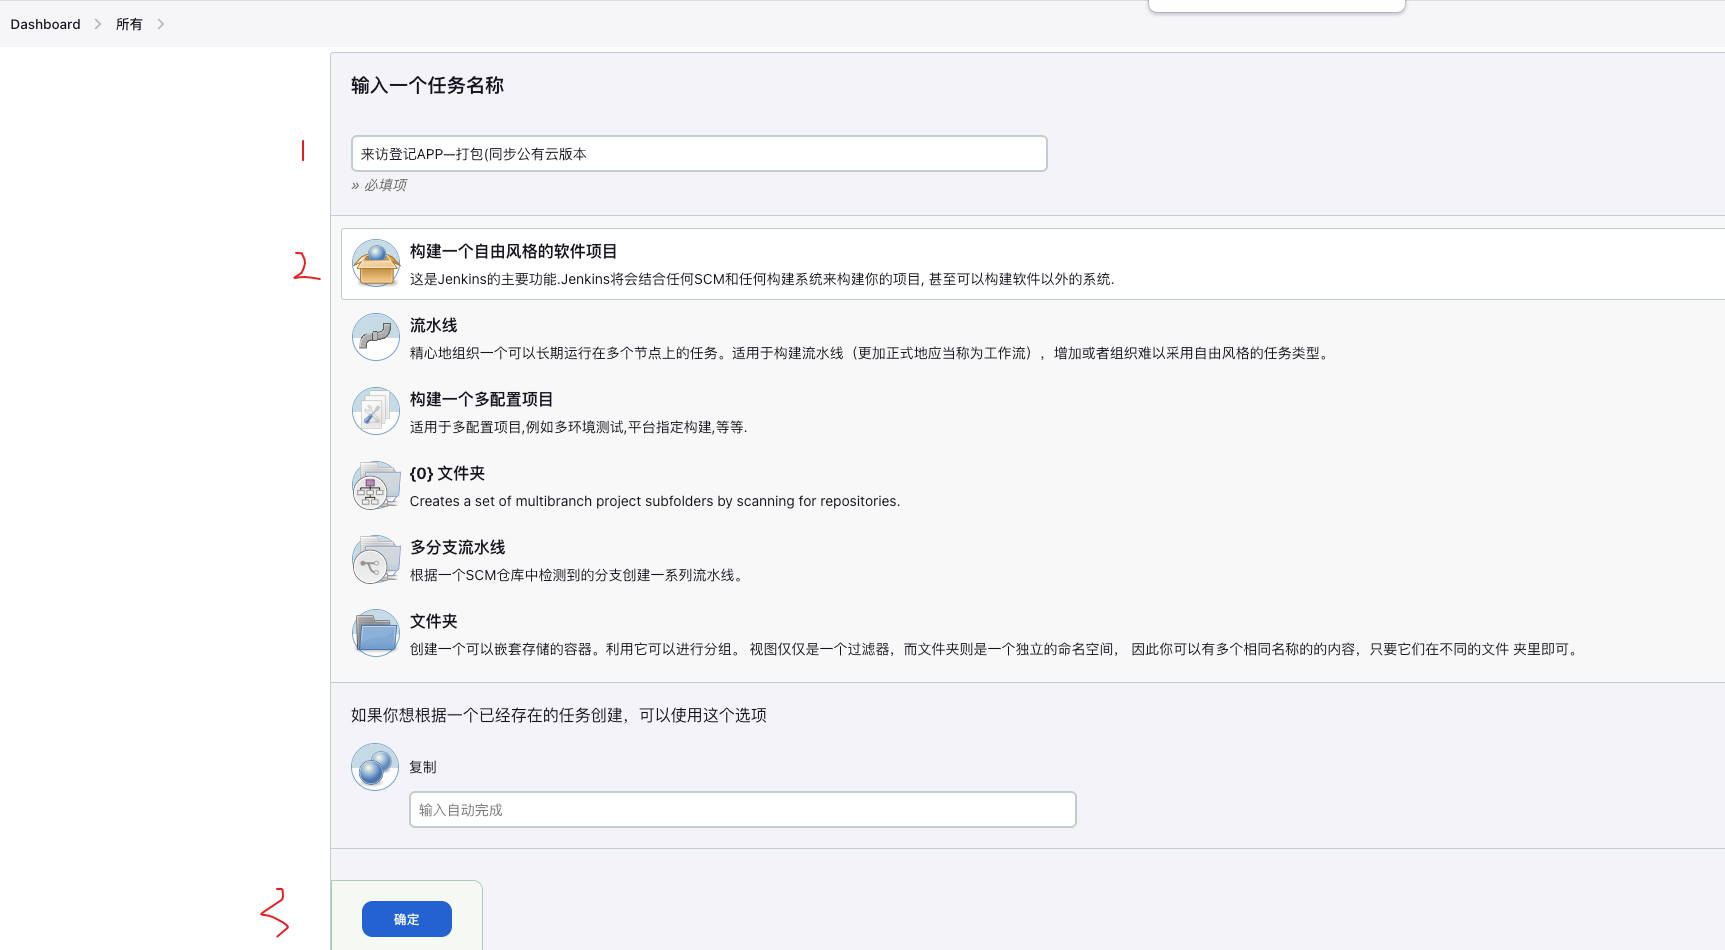 Dashboard > 所有 >
输入一个任务名称
1
来访登记APP—打包(同步公有云版本
» 必填项
2
构建一个自由风格的软件项目
这是Jenkins的主要功能.Jenkins将会结合任何SCM和任何构建系统来构建你的项目, 甚至可以构建软件以外的系统.
流水线
精心地组织一个可以长期运行在多个节点上的任务。适用于构建流水线（更加正式地应当称为工作流），增加或者组织难以采用自由风格的任务类型。
构建一个多配置项目
适用于多配置项目,例如多环境测试,平台指定构建,等等.
{0} 文件夹
Creates a set of multibranch project subfolders by scanning for repositories.
多分支流水线
根据一个SCM仓库中检测到的分支创建一系列流水线。
文件夹
创建一个可以嵌套存储的容器。利用它可以进行分组。 视图仅仅是一个过滤器，而文件夹则是一个独立的命名空间， 因此你可以有多个相同名称的的内容，只要它们在不同的文件 夹里即可。
如果你想根据一个已经存在的任务创建，可以使用这个选项
复制
输入自动完成
3
确定